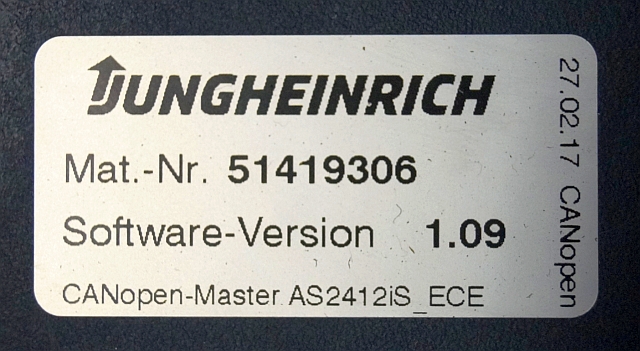 JUNGHEINRICH
Mat.-Nr. 51419306
Software-Version 1.09
CANopen-Master AS2412iS_ECE
27.02.17 CANopen